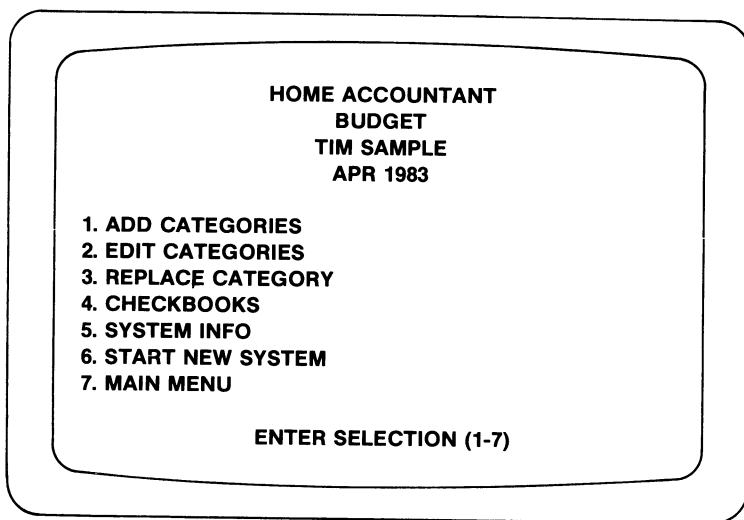 HOME ACCOUNTANT
BUDGET
TIM SAMPLE
APR 1983
1. ADD CATEGORIES
2. EDIT CATEGORIES
3. REPLACE CATEGORY
4. CHECKBOOKS
5. SYSTEM INFO
6. START NEW SYSTEM
7. MAIN MENU
ENTER SELECTION (1-7)